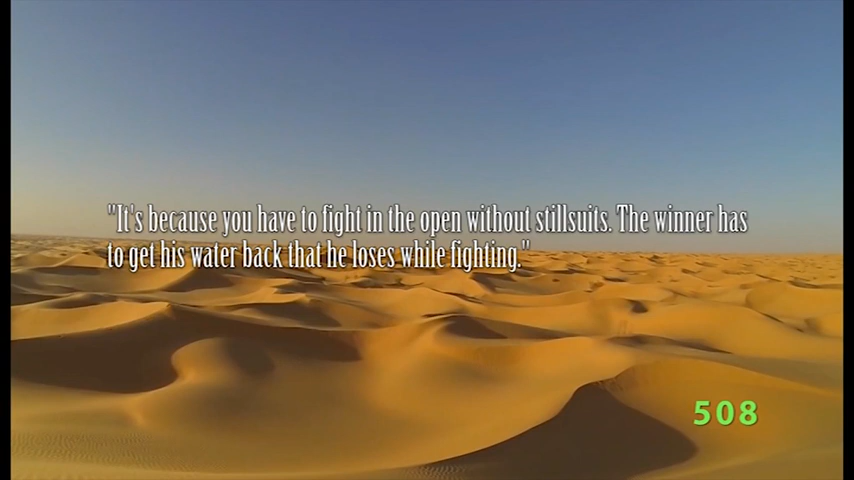 "It's because you have to fight in the open without stillsuits. The winner has
to get his water back that he loses while fighting."
508